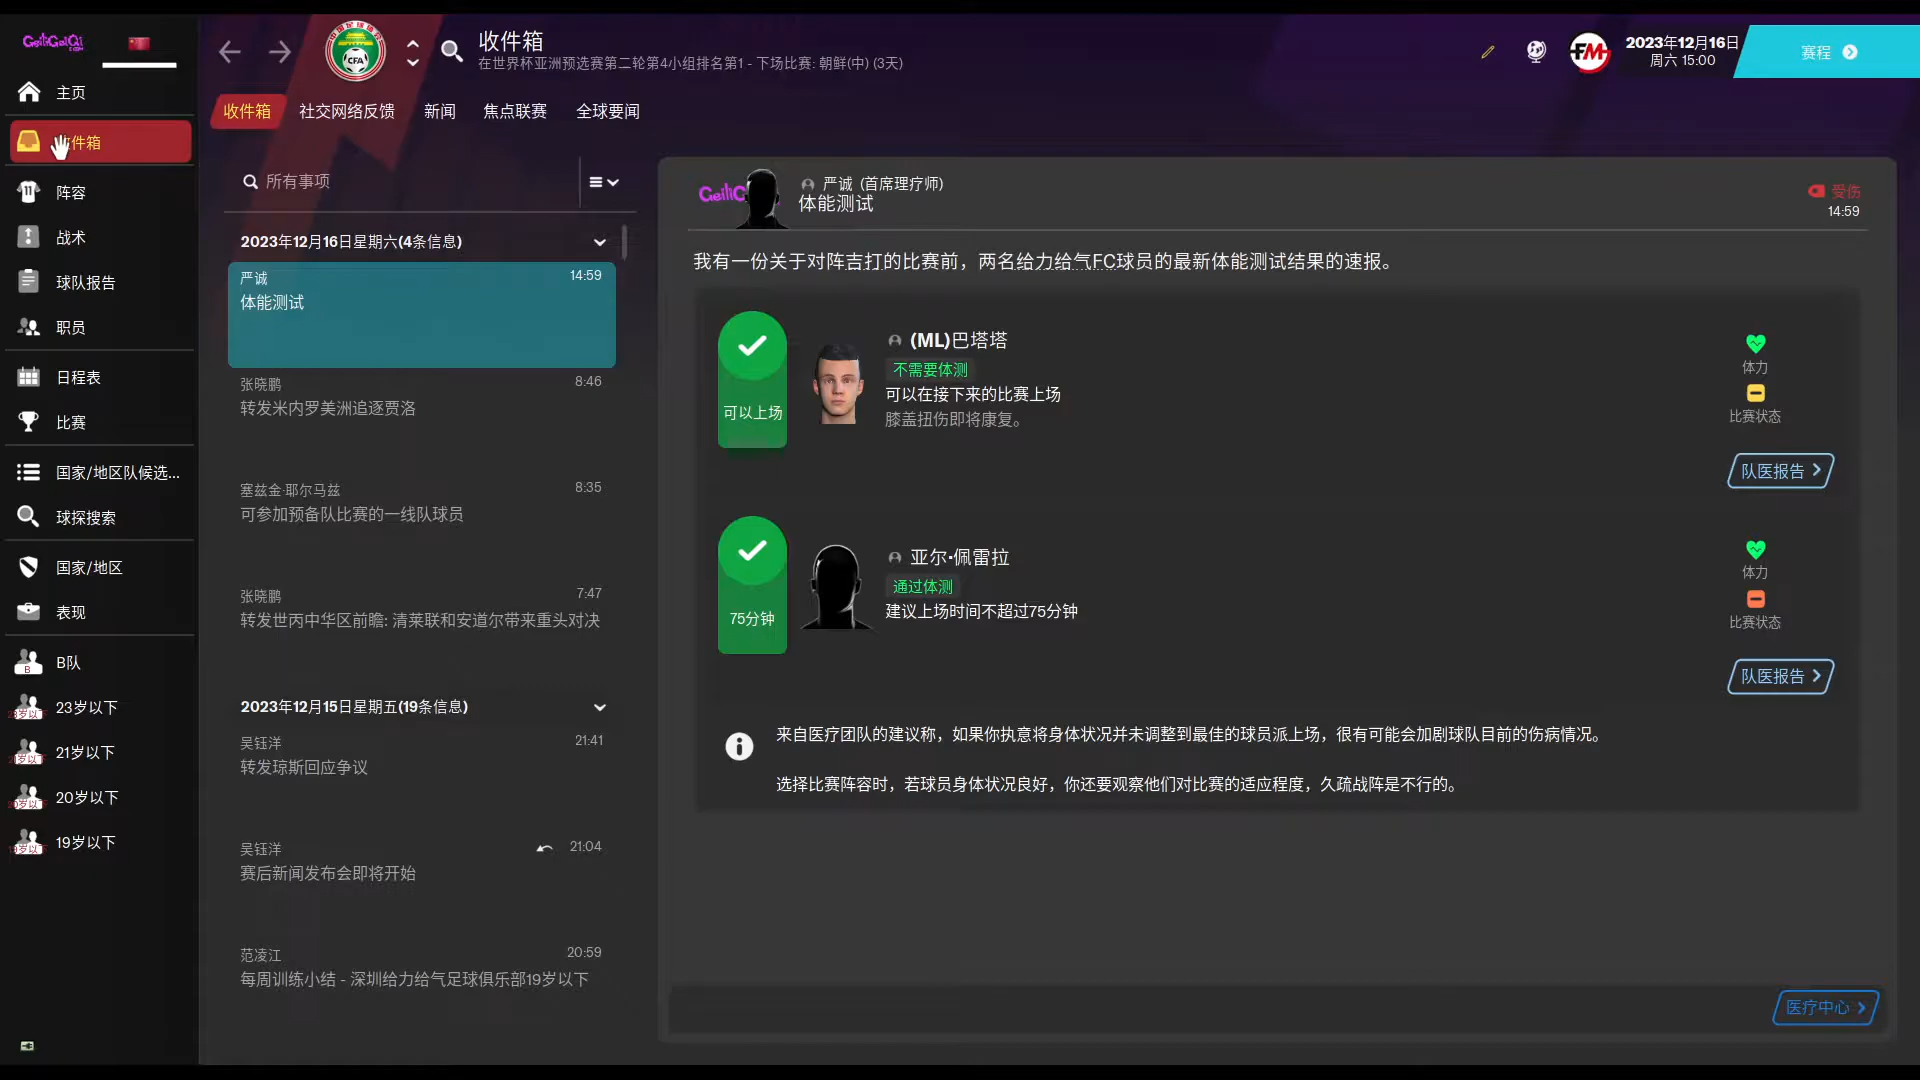 GeiliGeiQi
.COM
主页
收件箱
阵容
战术
球队报告
职员
日程表
比赛
国家/地区队候选...
球探搜索
国家/地区
表现
B
B队
23岁以下
21岁以下
20岁以下
19岁以下
CFA
收件箱
在世界杯亚洲预选赛第二轮第4小组排名第1 - 下场比赛: 朝鲜(中) (3天)
FM
2023年12月16日
周六 15:00
赛程
收件箱 社交网络反馈 新闻 焦点联赛 全球要闻
所有事项
2023年12月16日星期六(4条信息)
严诚 14:59
体能测试
张晓鹏 8:46
转发米内罗美洲追逐贾洛
塞兹金·耶尔马兹 8:35
可参加预备队比赛的一线队球员
张晓鹏 7:47
转发世丙中华区前瞻: 清莱联和安道尔带来重头对决
2023年12月15日星期五(19条信息)
吴钰洋 21:41
转发琼斯回应争议
吴钰洋 21:04
赛后新闻发布会即将开始
范凌江 20:59
每周训练小结 - 深圳给力给气足球俱乐部19岁以下
严诚 (首席理疗师)
体能测试
受伤
14:59
我有一份关于对阵吉打的比赛前，两名给力给气FC球员的最新体能测试结果的速报。
可以上场
(ML)巴塔塔
不需要体测
可以在接下来的比赛上场
膝盖扭伤即将康复。
体力
比赛状态
队医报告
75分钟
亚尔·佩雷拉
通过体测
建议上场时间不超过75分钟
体力
比赛状态
队医报告
来自医疗团队的建议称，如果你执意将身体状况并未调整到最佳的球员派上场，很有可能会加剧球队目前的伤病情况。
选择比赛阵容时，若球员身体状况良好，你还要观察他们对比赛的适应程度，久疏战阵是不行的。
医疗中心